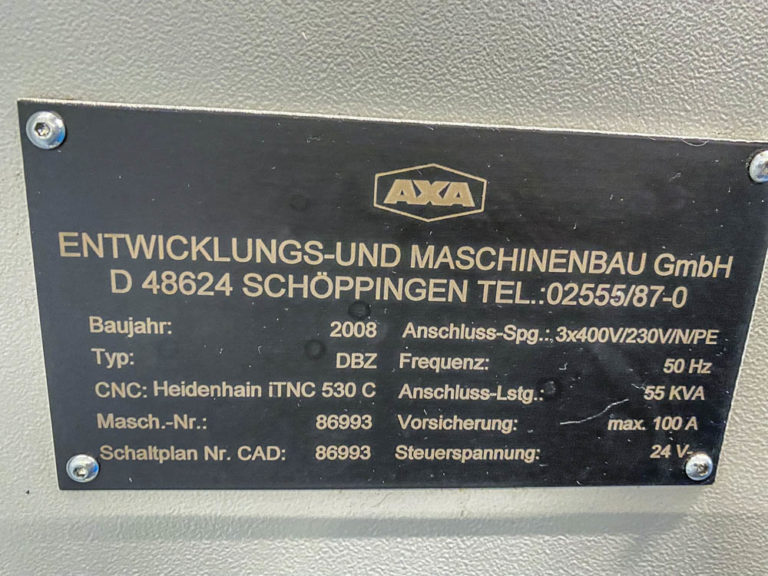 AXA
ENTWICKLUNGS-UND MASCHINENBAU GmbH
D 48624 SCHÖPPINGEN TEL.:02555/87-0
Baujahr: 2008 Anschluss-Spg.: 3x400V/230V/N/PE
Typ: DBZ Frequenz: 50 Hz
CNC: Heidenhain iTNC 530 C Anschluss-Lstg.: 55 KVA
Masch.-Nr.: 86993 Vorsicherung: max. 100 A
Schaltplan Nr. CAD: 86993 Steuerspannung: 24 V-